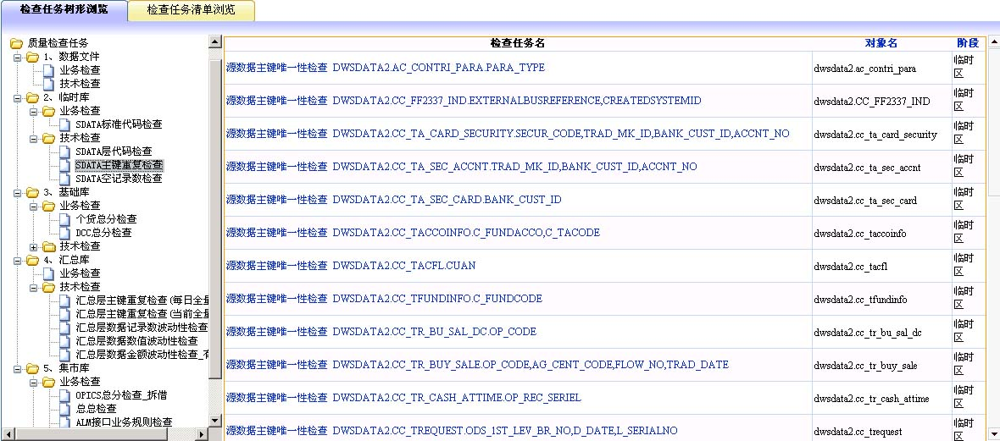 检查任务树形浏览
检查任务清单浏览
质量检查任务
1、数据文件
业务检查
技术检查
2、临时库
业务检查
SDATA标准代码检查
技术检查
SDATA层代码检查
SDATA主键重复检查
SDATA空记录数检查
3、基础库
业务检查
个贷总分检查
DCC总分检查
技术检查
4、汇总库
业务检查
技术检查
汇总层主键重复检查(每日全量
汇总层主键重复检查(当前全量
汇总层数据记录数波动性检查
汇总层数据数值波动性检查
汇总层数据金额波动性检查_有
5、集市库
业务检查
OPICS总分检查_拆借
总总检查
ALM接口业务规则检查
检查任务名 对象名 阶段
源数据主键唯一性检查 DWSDATA2.AC_CONTRI_PARA.PARA_TYPE dwsdata2.ac_contri_para 临时区
源数据主键唯一性检查 DWSDATA2.CC_FF2337_IND.EXTERNALBUSREFERENCE,CREATEDSYSTEMID dwsdata2.CC_FF2337_IND 临时区
源数据主键唯一性检查 DWSDATA2.CC_TA_CARD_SECURITY.SECUR_CODE,TRAD_MK_ID,BANK_CUST_ID,ACCNT_NO dwsdata2.cc_ta_card_security 临时区
源数据主键唯一性检查 DWSDATA2.CC_TA_SEC_ACCNT.TRAD_MK_ID,BANK_CUST_ID,ACCNT_NO dwsdata2.cc_ta_sec_accnt 临时区
源数据主键唯一性检查 DWSDATA2.CC_TA_SEC_CARD.BANK_CUST_ID dwsdata2.cc_ta_sec_card 临时区
源数据主键唯一性检查 DWSDATA2.CC_TACCOINFO.C_FUNDACCO,C_TACODE dwsdata2.cc_taccoinfo 临时区
源数据主键唯一性检查 DWSDATA2.CC_TACFL.CUAN dwsdata2.cc_tacfl 临时区
源数据主键唯一性检查 DWSDATA2.CC_TFUNDINFO.C_FUNDCODE dwsdata2.cc_tfundinfo 临时区
源数据主键唯一性检查 DWSDATA2.CC_TR_BU_SAL_DC.OP_CODE dwsdata2.cc_tr_bu_sal_dc 临时区
源数据主键唯一性检查 DWSDATA2.CC_TR_BUY_SALE.OP_CODE,AG_CENT_CODE,FLOW_NO,TRAD_DATE dwsdata2.cc_tr_buy_sale 临时区
源数据主键唯一性检查 DWSDATA2.CC_TR_CASH_ATTIME.OP_REC_SERIEL dwsdata2.cc_tr_cash_attime 临时区
源数据主键唯一性检查 DWSDATA2.CC_TREQUEST.ODS_1ST_LEV_BR_NO,D_DATE,L_SERIALNO dwsdata2.cc_trequest 临时区